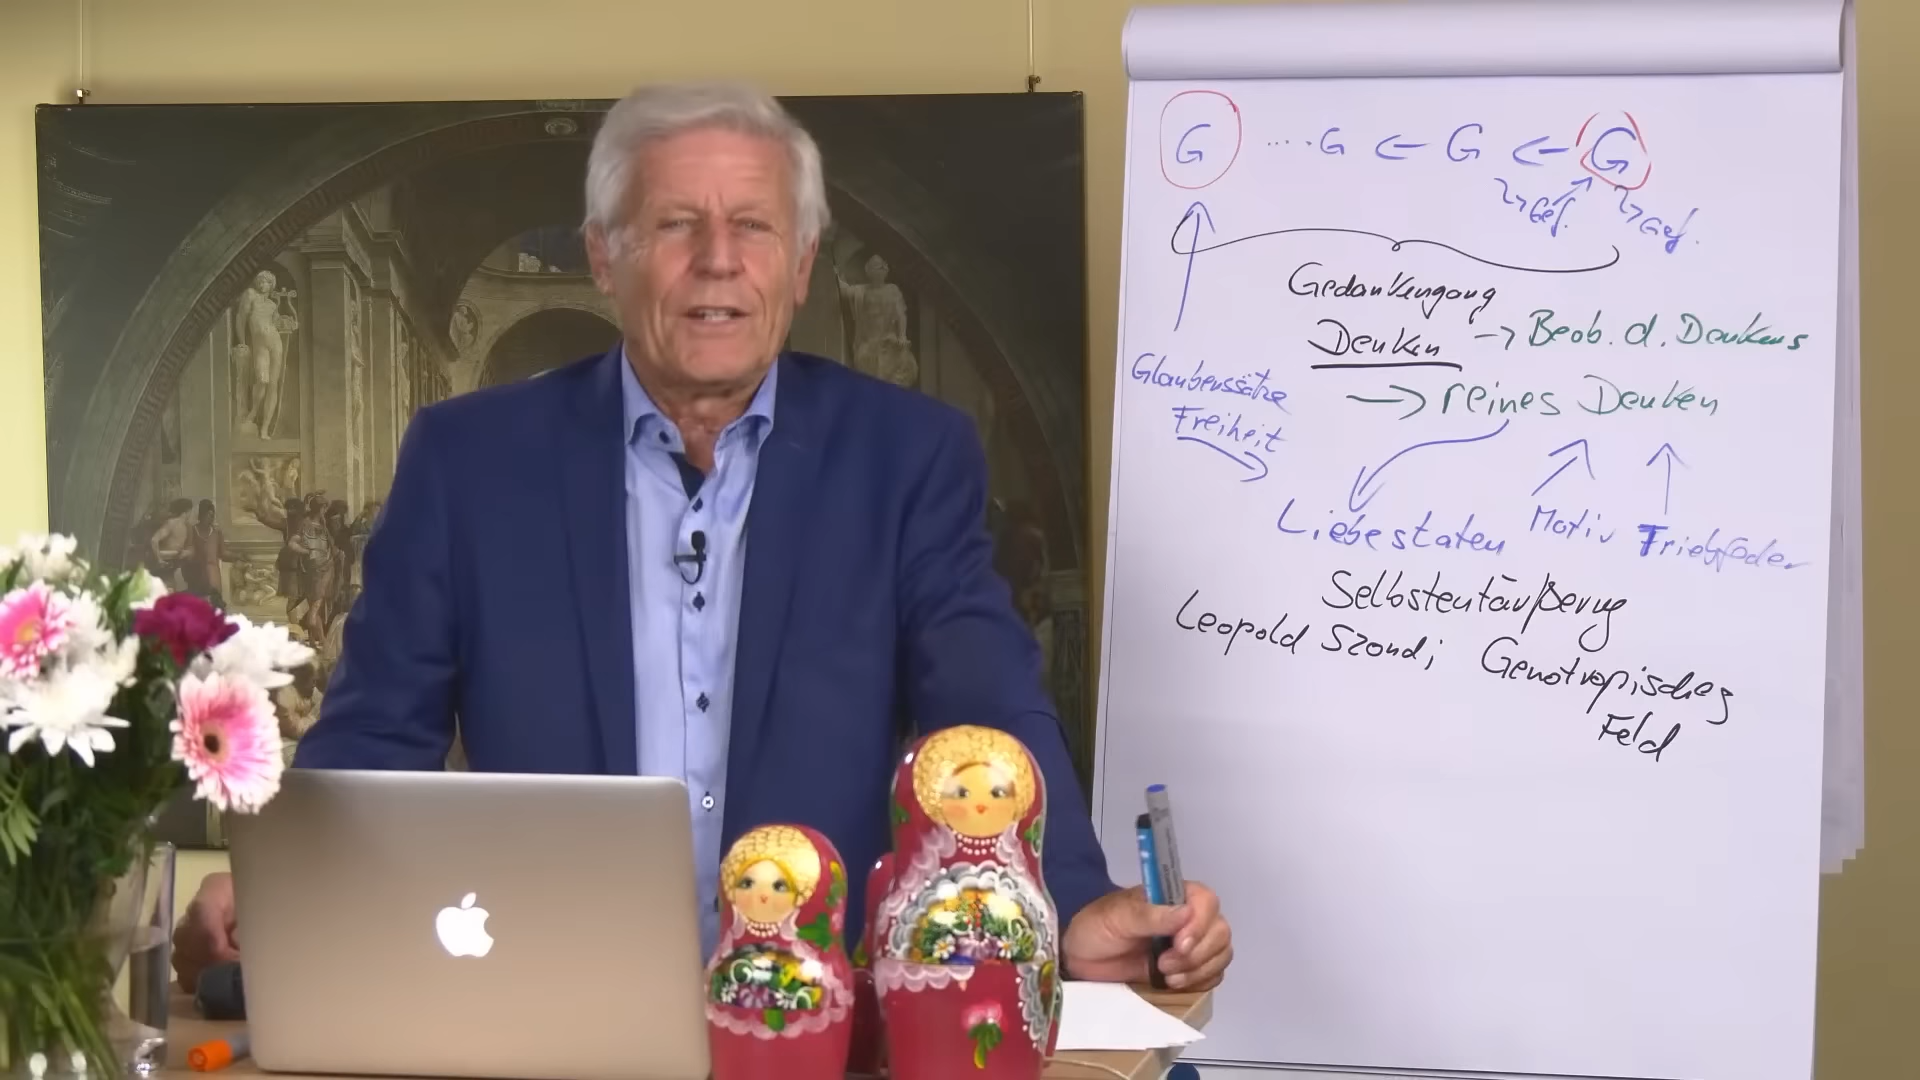 G ....G ← G ← G
↳Gef. ↳Gef.
Gedankengang
Denken → Beob. d. Denkens
Glaubenssätze
→ reines Denken
Freiheit
Liebestaten Motiv Triebfeder
Selbstentäußerung
Leopold Szondi Genotropisches
Feld